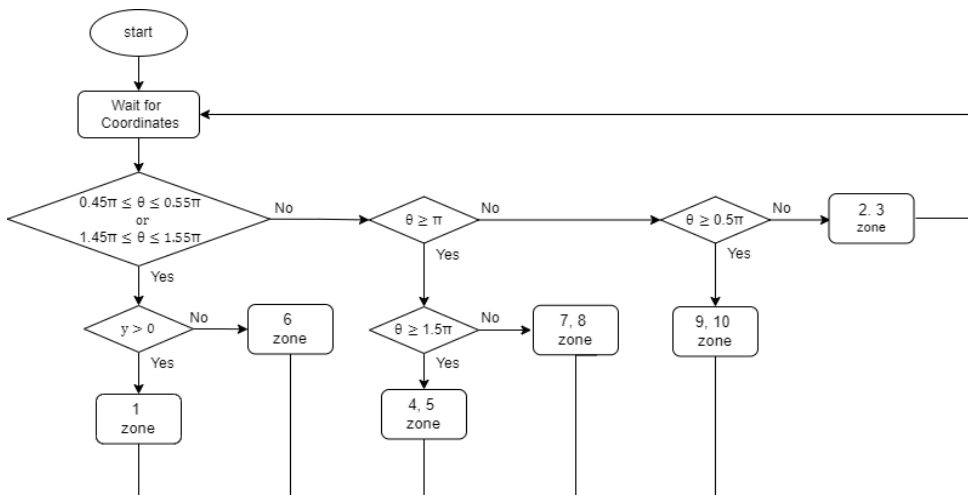 start
Wait for
Coordinates
0.45π ≤ θ ≤ 0.55π
or
1.45π ≤ θ ≤ 1.55π
No
θ ≥ π
No
θ ≥ 0.5π
No
2. 3
zone
Yes
Yes
Yes
y > 0
No
6
zone
θ ≥ 1.5π
No
7, 8
zone
9, 10
zone
Yes
Yes
1
zone
4, 5
zone